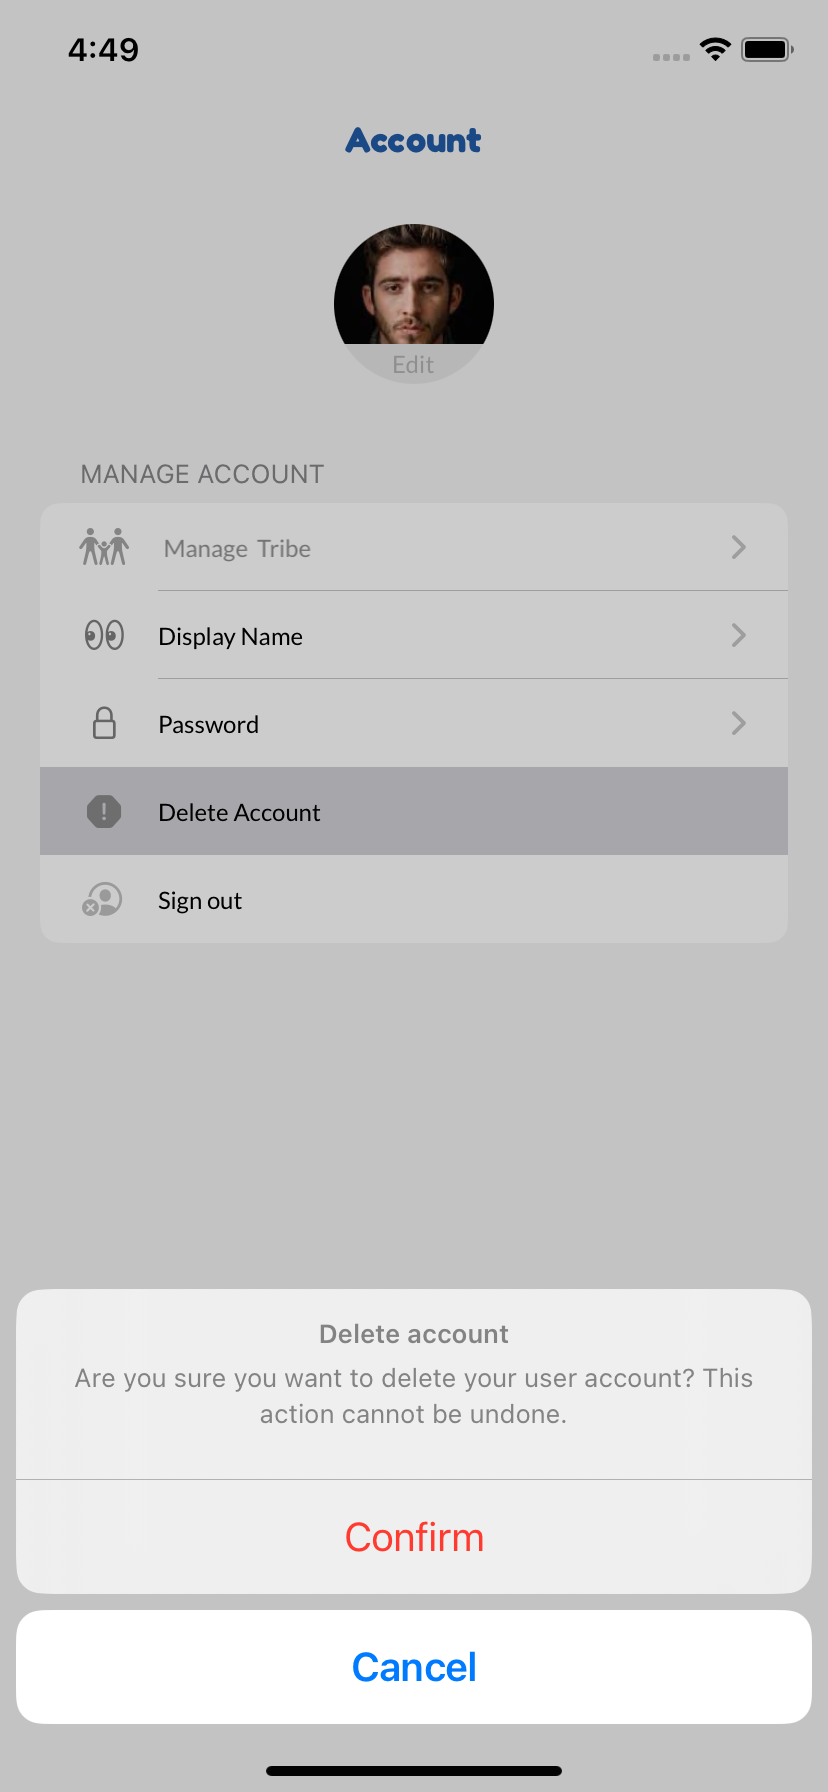 4:49
Account
Edit
MANAGE ACCOUNT
Manage Tribe
Display Name
Password
Delete Account
Sign out
Delete account
Are you sure you want to delete your user account? This
action cannot be undone.
Confirm
Cancel